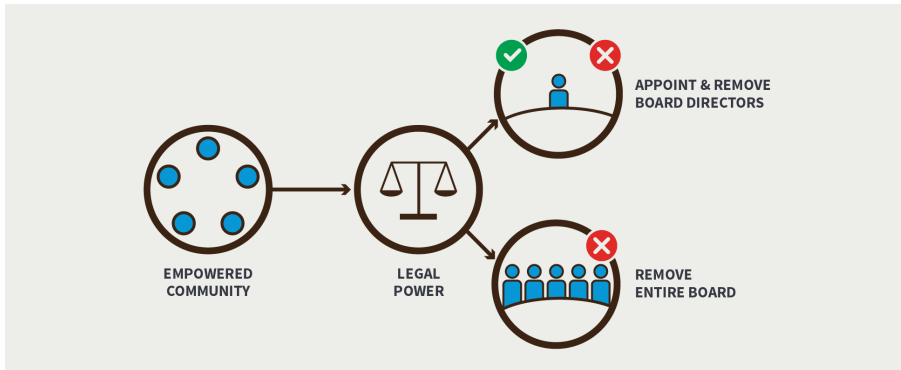 APPOINT & REMOVE
BOARD DIRECTORS
EMPOWERED
COMMUNITY
LEGAL
POWER
REMOVE
ENTIRE BOARD